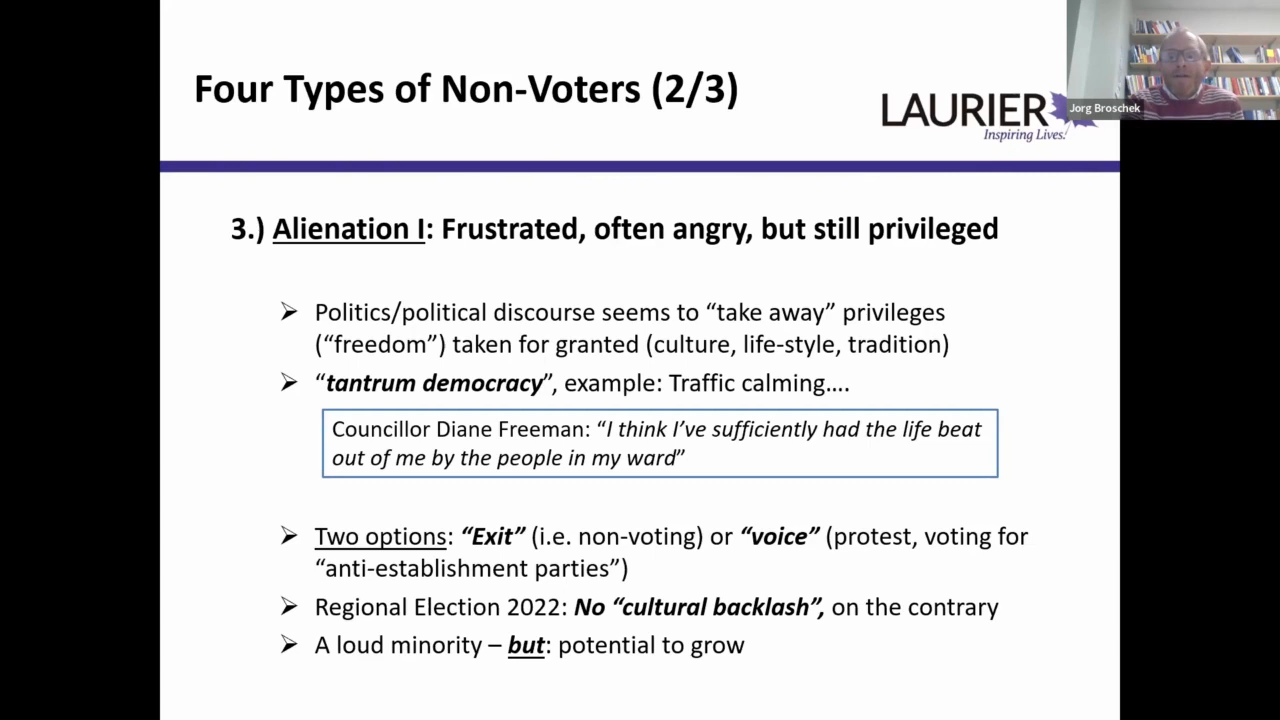 Four Types of Non-Voters (2/3)
LAURIER
Inspiring Lives.
Jorg Broschek
3.) Alienation I: Frustrated, often angry, but still privileged
➢ Politics/political discourse seems to “take away” privileges
(“freedom”) taken for granted (culture, life-style, tradition)
➢ “tantrum democracy”, example: Traffic calming....
Councillor Diane Freeman: “I think I’ve sufficiently had the life beat
out of me by the people in my ward”
➢ Two options: “Exit” (i.e. non-voting) or “voice” (protest, voting for
“anti-establishment parties”)
➢ Regional Election 2022: No “cultural backlash”, on the contrary
➢ A loud minority – but: potential to grow